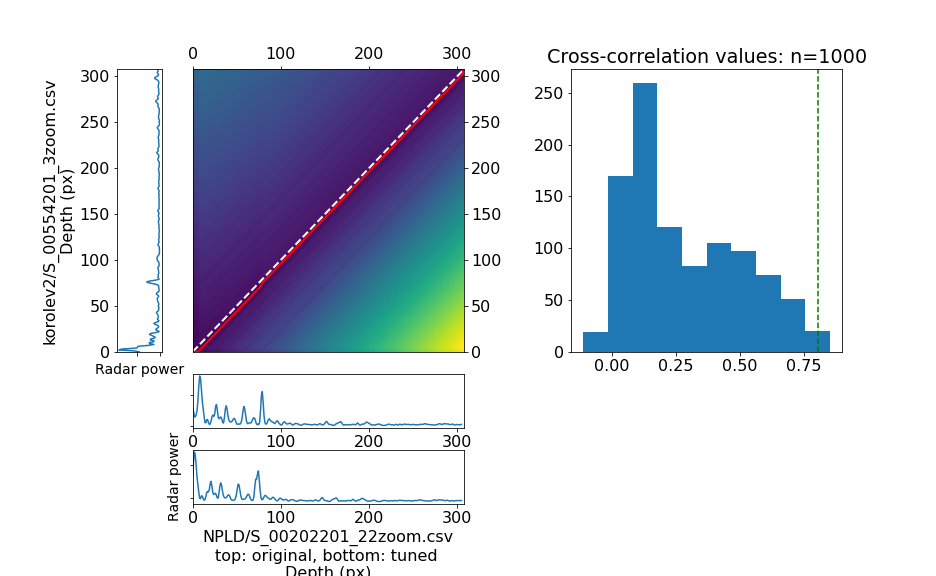 Cross-correlation values: n=1000
0 100 200 300
300
250
200
150
100
50
0
korolev2/S_00554201_3zoom.csv
Depth (px)
Radar power
300
250
200
150
100
50
0
250
200
150
100
50
0
0.00 0.25 0.50 0.75
0 100 200 300
Radar power
0 100 200 300
NPLD/S_00202201_22zoom.csv
top: original, bottom: tuned
Depth (px)